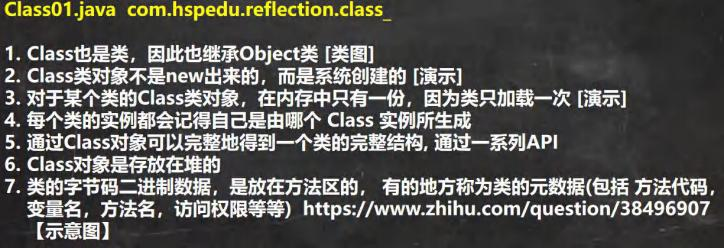 Class01.java  com.hspedu.reflection.class_
1. Class也是类，因此也继承Object类 [类图]
2. Class类对象不是new出来的，而是系统创建的 [演示]
3. 对于某个类的Class类对象，在内存中只有一份，因为类只加载一次 [演示]
4. 每个类的实例都会记得自己是由哪个 Class 实例所生成
5. 通过Class对象可以完整地得到一个类的完整结构, 通过一系列API
6. Class对象是存放在堆的
7. 类的字节码二进制数据，是放在方法区的， 有的地方称为类的元数据(包括 方法代码，
变量名，方法名，访问权限等等)  https://www.zhihu.com/question/38496907
【示意图】